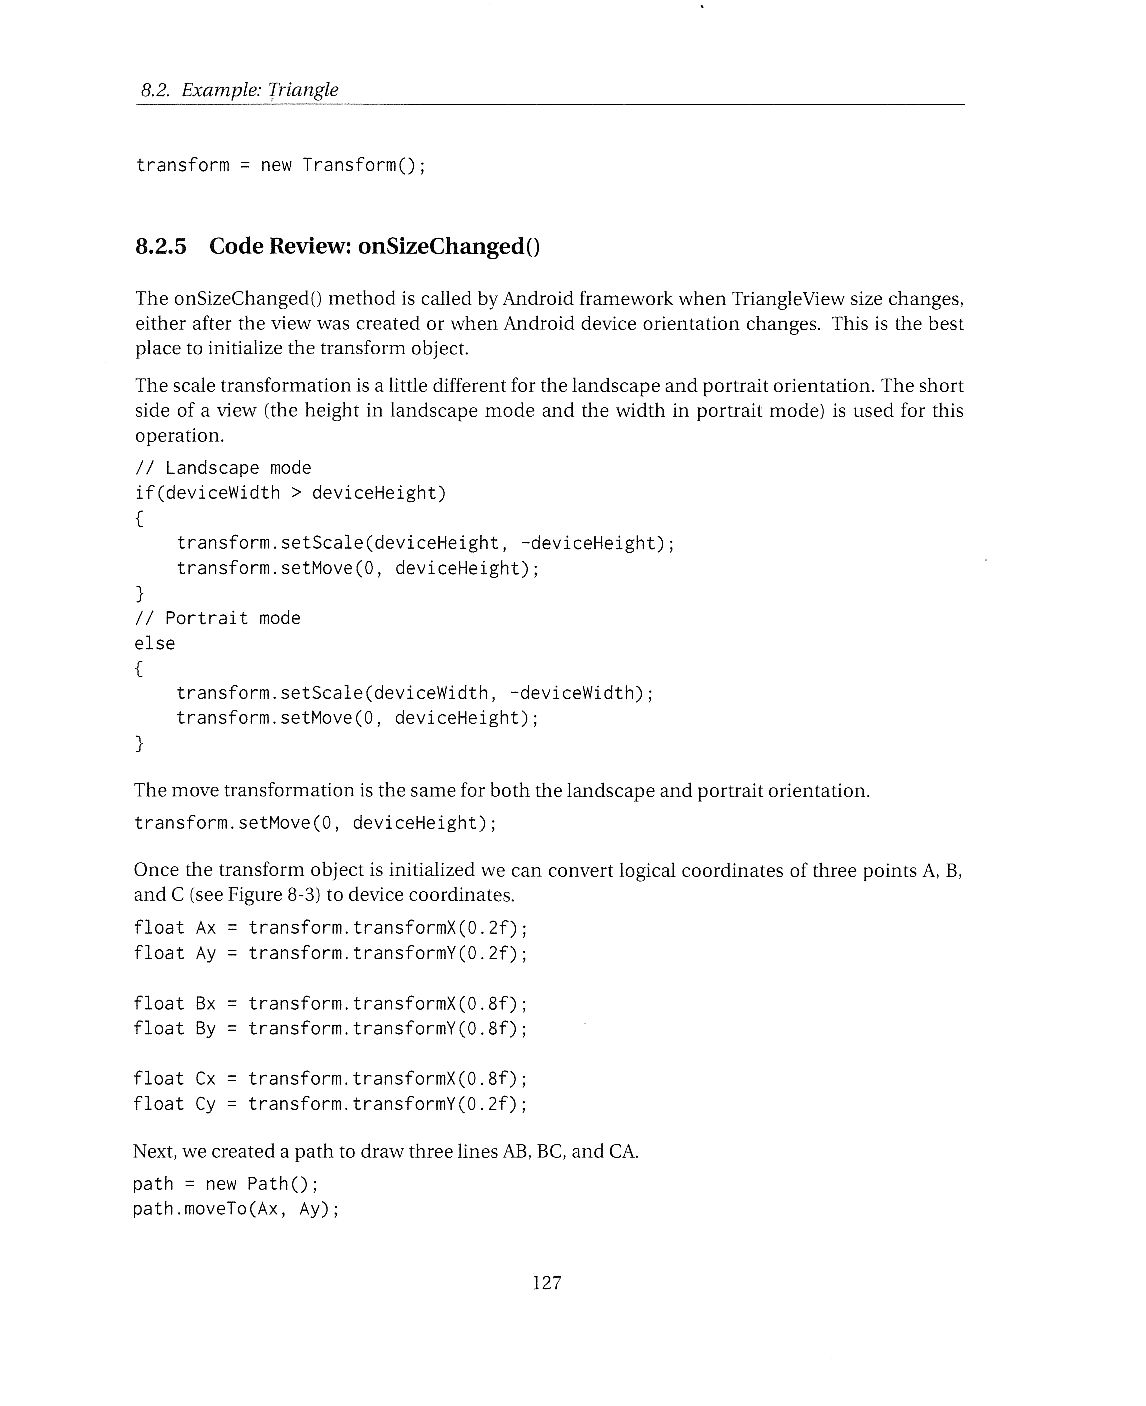 8.2. Example: Triangle
transform = new Transform();
8.2.5 Code Review: onSizeChanged()
The onSizeChanged() method is called by Android framework when TriangleView size changes,
either after the view was created or when Android device orientation changes. This is the best
place to initialize the transform object.
The scale transformation is a little different for the landscape and portrait orientation. The short
side of a view (the height in landscape mode and the width in portrait mode) is used for this
operation.
// Landscape mode
if(deviceWidth > deviceHeight)
{
    transform.setScale(deviceHeight, -deviceHeight);
    transform.setMove(0, deviceHeight);
}
// Portrait mode
else
{
    transform.setScale(deviceWidth, -deviceWidth);
    transform.setMove(0, deviceHeight);
}
The move transformation is the same for both the landscape and portrait orientation.
transform.setMove(0, deviceHeight);
Once the transform object is initialized we can convert logical coordinates of three points A, B,
and C (see Figure 8-3) to device coordinates.
float Ax = transform.transformX(0.2f);
float Ay = transform.transformY(0.2f);
float Bx = transform.transformX(0.8f);
float By = transform.transformY(0.8f);
float Cx = transform.transformX(0.8f);
float Cy = transform.transformY(0.2f);
Next, we created a path to draw three lines AB, BC, and CA.
path = new Path();
path.moveTo(Ax, Ay);
127